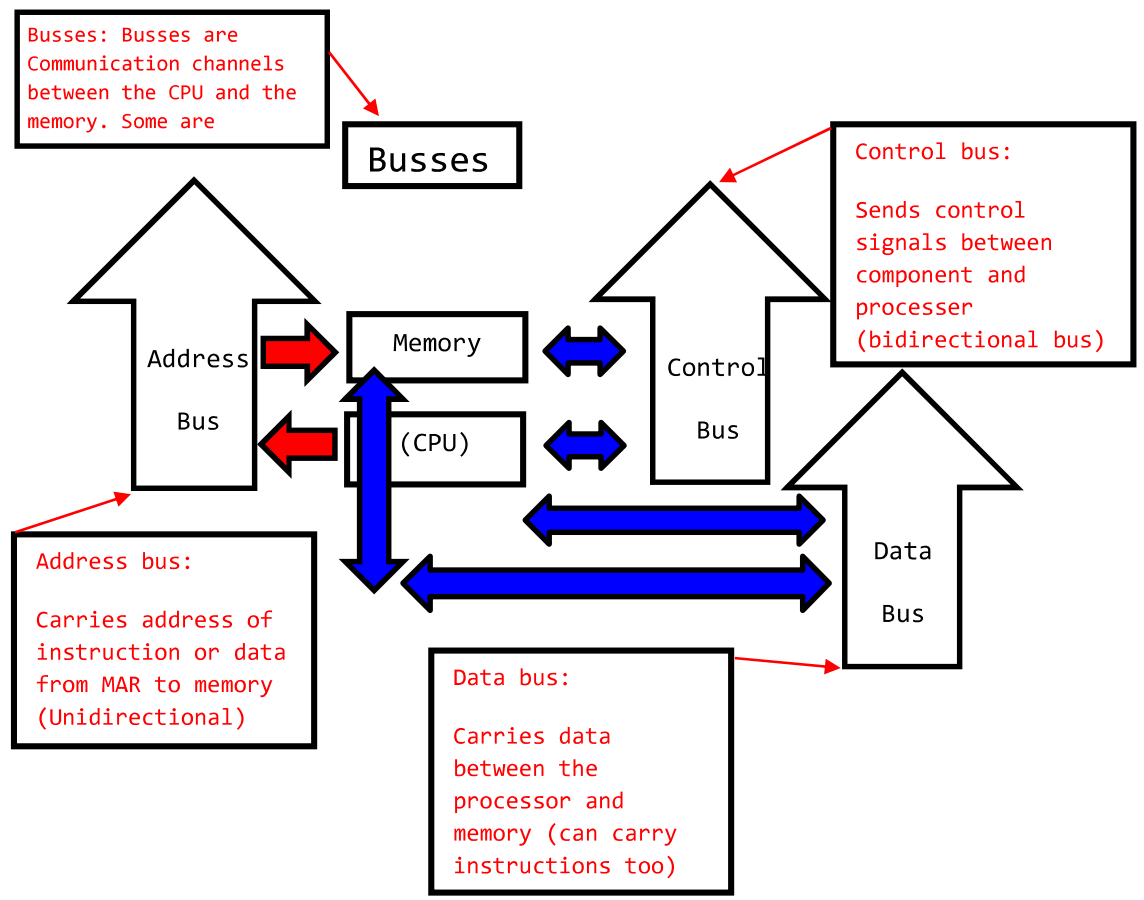 Busses: Busses are
Communication channels
between the CPU and the
memory. Some are
Busses
Control bus:
Sends control
signals between
component and
processer
(bidirectional bus)
Address
Bus
Memory
(CPU)
Control
Bus
Data
Bus
Address bus:
Carries address of
instruction or data
from MAR to memory
(Unidirectional)
Data bus:
Carries data
between the
processor and
memory (can carry
instructions too)